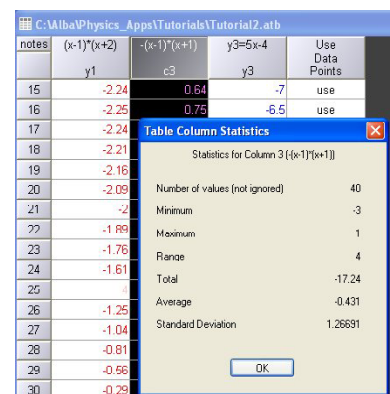 C:\Alba\Physics_Apps\Tutorials\Tutorial2.atb
notes (x-1)*(x+2) -(x-1)*(x+1) y3=5x-4 Use Data Points
y1 c3 y3
15 -2.24 0.64 -7 use
16 -2.25 0.75 -6.5 use
17 -2.24
18 -2.21
19 -2.16
20 -2.09
21 -2
22 -1.89
23 -1.76
24 -1.61
25
26 -1.25
27 -1.04
28 -0.81
29 -0.56
30 -0.29
Table Column Statistics
Statistics for Column 3 (-(x-1)*(x+1))
Number of values (not ignored) 40
Minimum -3
Maximum 1
Range 4
Total -17.24
Average -0.431
Standard Deviation 1.26691
OK